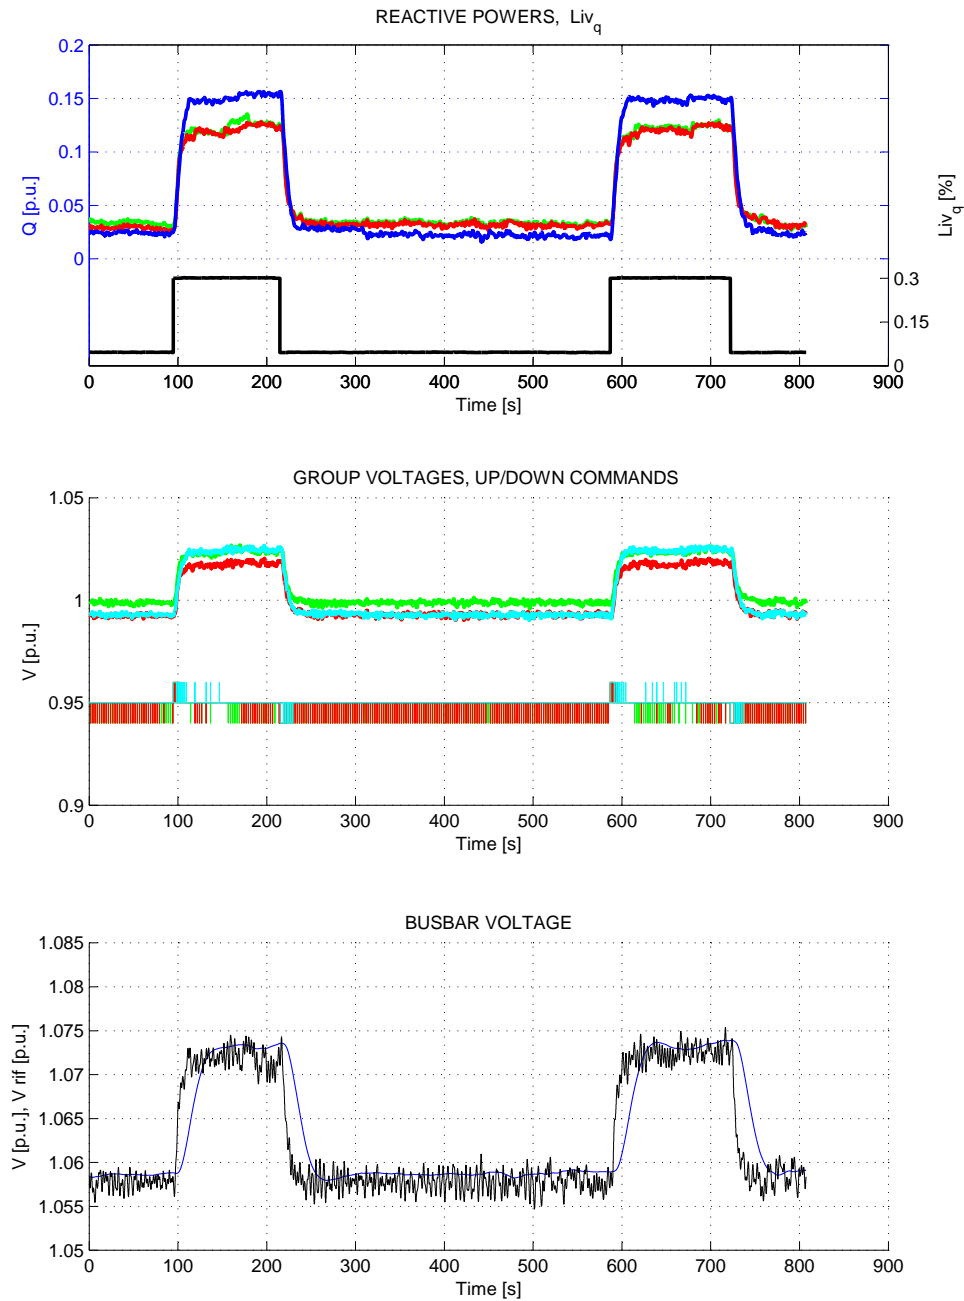 REACTIVE POWERS, Liv_q
0.2
0.15
0.1
0.05
0
Q [p.u.]
0.3
0.15
0
Liv_q [%]
0 100 200 300 400 500 600 700 800 900
Time [s]
GROUP VOLTAGES, UP/DOWN COMMANDS
1.05
1
0.95
0.9
V [p.u.]
0 100 200 300 400 500 600 700 800 900
Time [s]
BUSBAR VOLTAGE
1.085
1.08
1.075
1.07
1.065
1.06
1.055
1.05
V [p.u.], V rif [p.u.]
0 100 200 300 400 500 600 700 800 900
Time [s]